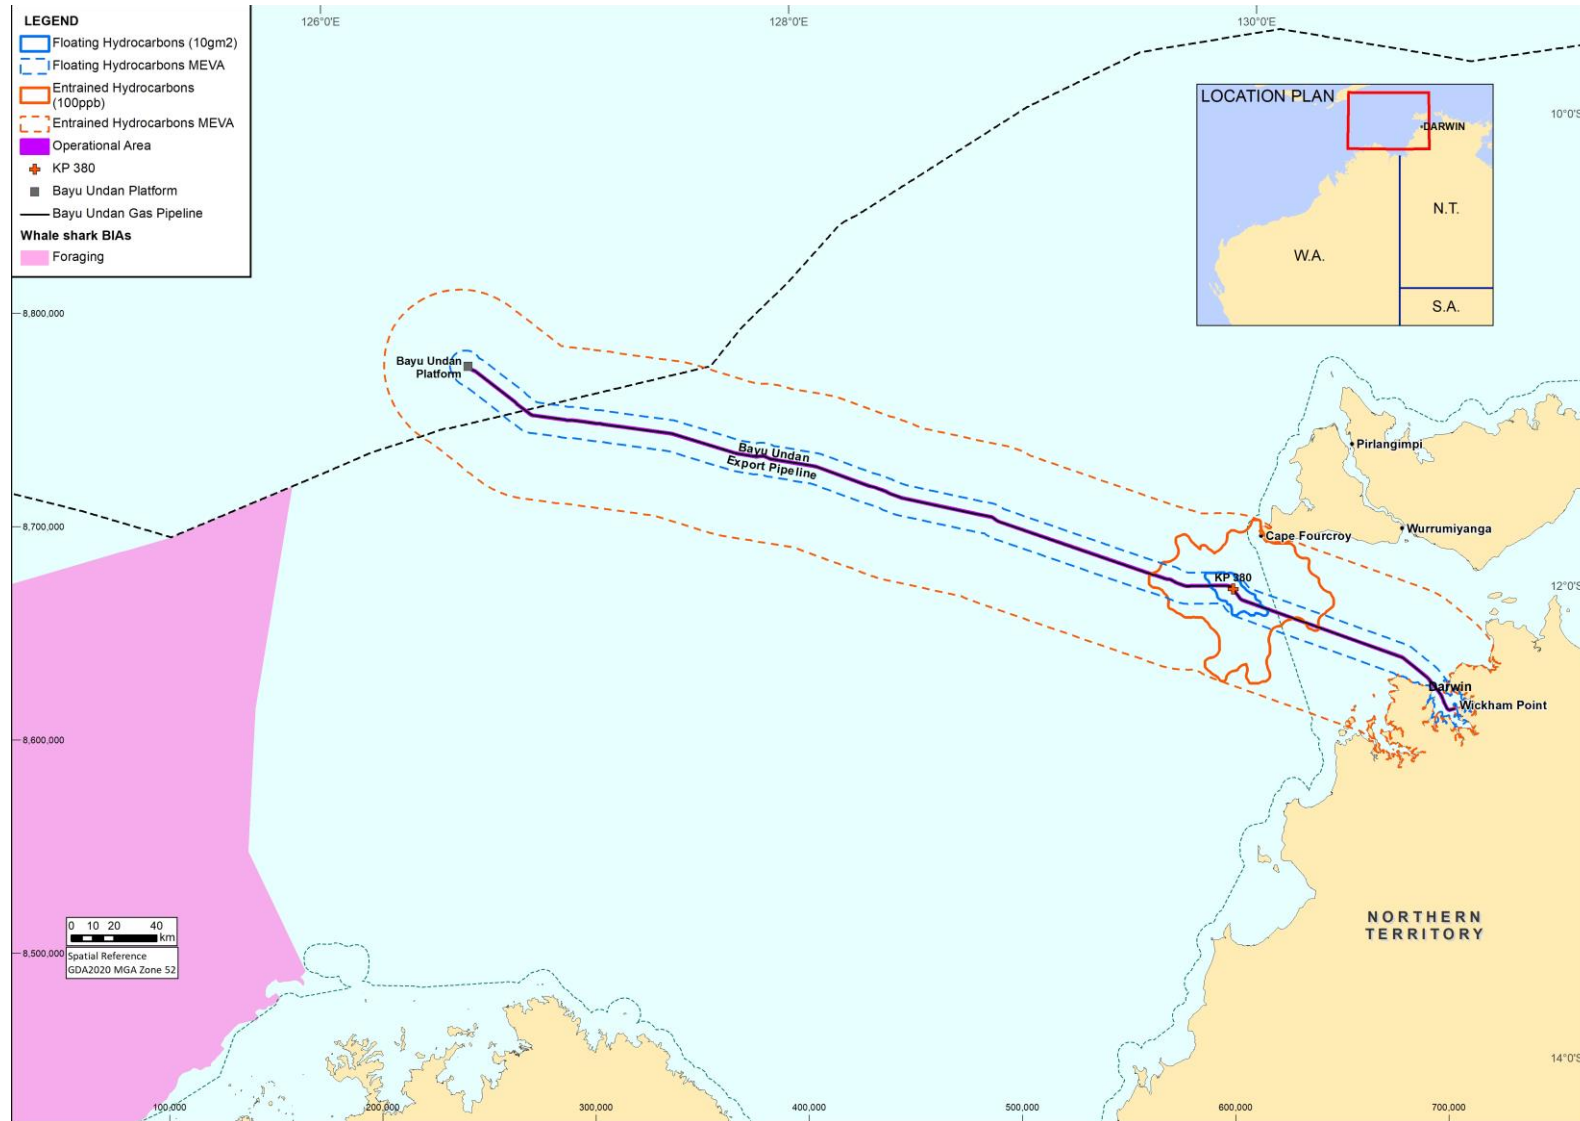 LEGEND
Floating Hydrocarbons (10gm2)
Floating Hydrocarbons MEVA
Entrained Hydrocarbons
(100ppb)
Entrained Hydrocarbons MEVA
Operational Area
KP 380
Bayu Undan Platform
Bayu Undan Gas Pipeline
Whale shark BIAs
Foraging
126°0'E
128°0'E
130°0'E
10°0'S
LOCATION PLAN
DARWIN
N.T.
W.A.
S.A.
8,800,000
Bayu Undan
Platform
Bayu Undan
Export Pipeline
Pirlangimpi
8,700,000
Wurrumiyanga
Cape Fourcroy
KP 380
12°0'S
Darwin
Wickham Point
8,600,000
NORTHERN
TERRITORY
0 10 20 40
km
Spatial Reference
GDA2020 MGA Zone 52
8,500,000
14°0'S
100,000
200,000
300,000
400,000
500,000
600,000
700,000